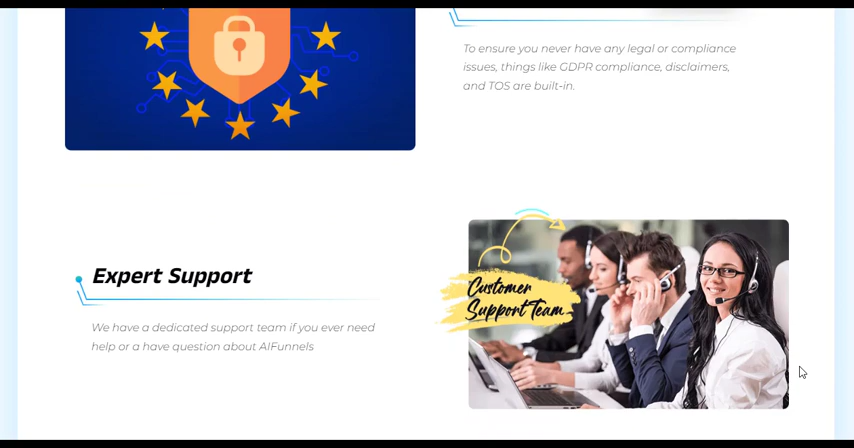 To ensure you never have any legal or compliance
issues, things like GDPR compliance, disclaimers,
and TOS are built-in.
Expert Support
We have a dedicated support team if you ever need
help or a have question about AIFunnels
Customer
Support Team